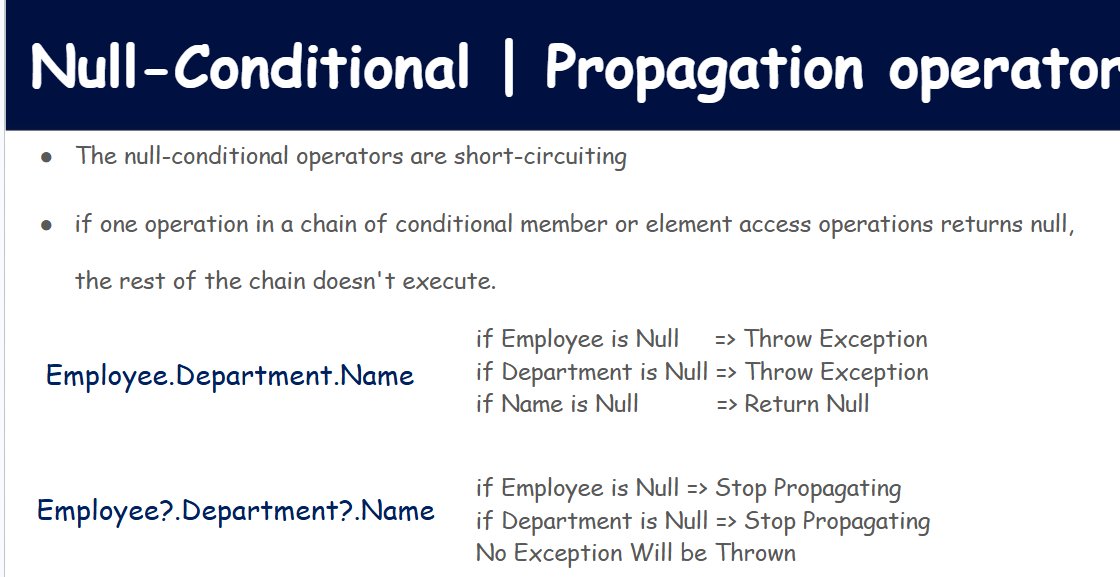 Null-Conditional | Propagation operator
● The null-conditional operators are short-circuiting
● if one operation in a chain of conditional member or element access operations returns null,
the rest of the chain doesn't execute.
Employee.Department.Name
if Employee is Null => Throw Exception
if Department is Null => Throw Exception
if Name is Null => Return Null
Employee?.Department?.Name
if Employee is Null => Stop Propagating
if Department is Null => Stop Propagating
No Exception Will be Thrown